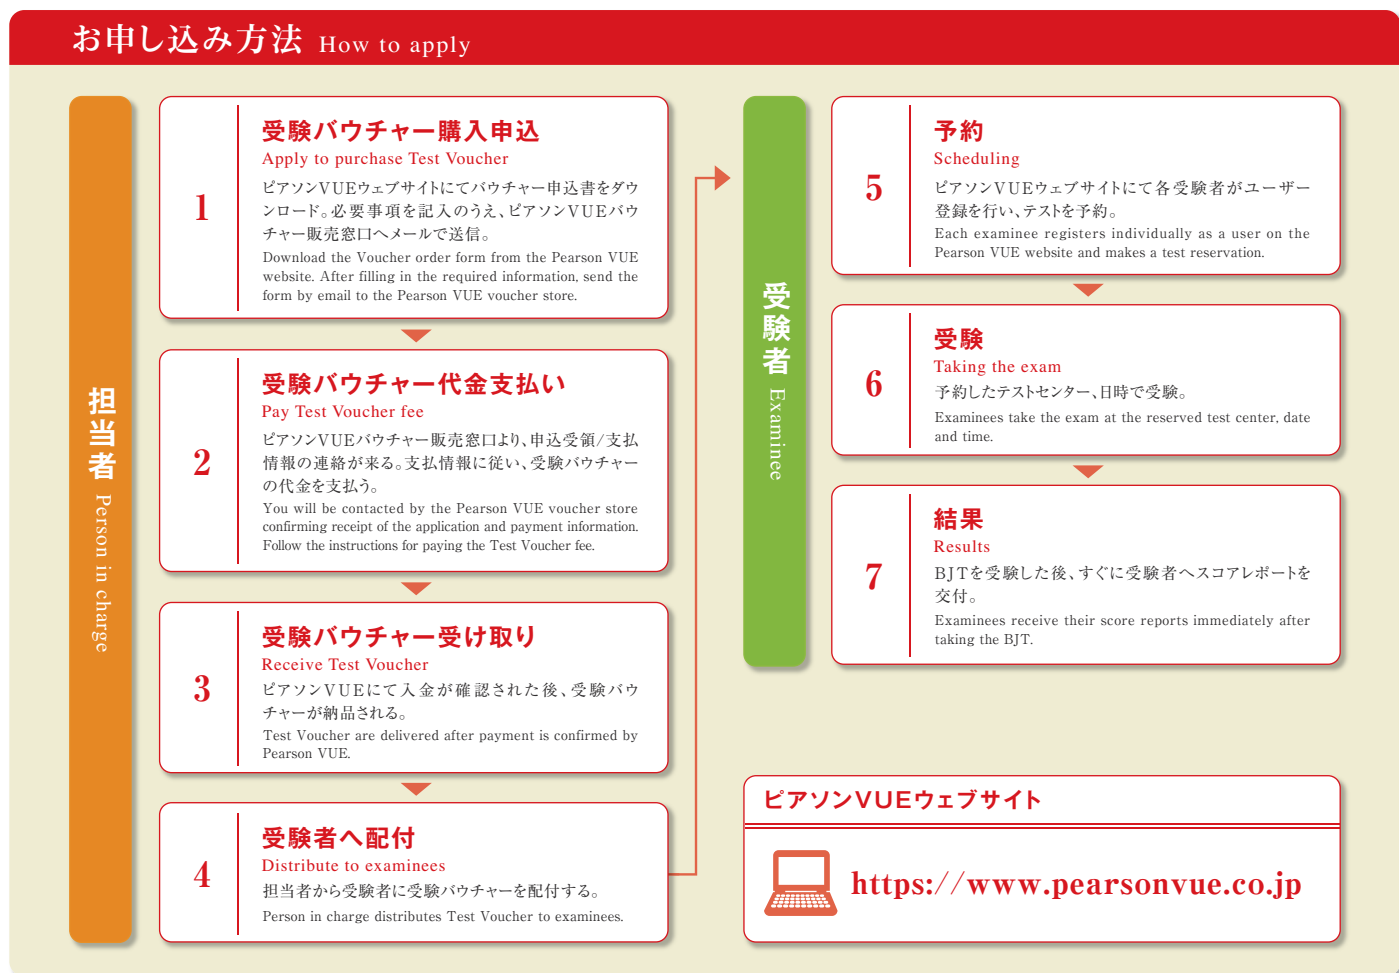 お申し込み方法 How to apply
担当者 Person in charge
1
受験バウチャー購入申込
Apply to purchase Test Voucher
ピアソンVUEウェブサイトにてバウチャー申込書をダウ
ンロード。必要事項を記入のうえ、ピアソンVUEバウ
チャー販売窓口へメールで送信。
Download the Voucher order form from the Pearson VUE
website. After filling in the required information, send the
form by email to the Pearson VUE voucher store.
2
受験バウチャー代金支払い
Pay Test Voucher fee
ピアソンVUEバウチャー販売窓口より、申込受領/支払
情報の連絡が来る。支払情報に従い、受験バウチャー
の代金を支払う。
You will be contacted by the Pearson VUE voucher store
confirming receipt of the application and payment information.
Follow the instructions for paying the Test Voucher fee.
3
受験バウチャー受け取り
Receive Test Voucher
ピアソンVUEにて入金が確認された後、受験バウ
チャーが納品される。
Test Voucher are delivered after payment is confirmed by
Pearson VUE.
4
受験者へ配付
Distribute to examinees
担当者から受験者に受験バウチャーを配付する。
Person in charge distributes Test Voucher to examinees.
受験者 Examinee
5
予約
Scheduling
ピアソンVUEウェブサイトにて各受験者がユーザー
登録を行い、テストを予約。
Each examinee registers individually as a user on the
Pearson VUE website and makes a test reservation.
6
受験
Taking the exam
予約したテストセンター、日時で受験。
Examinees take the exam at the reserved test center, date
and time.
7
結果
Results
BJTを受験した後、すぐに受験者へスコアレポートを
交付。
Examinees receive their score reports immediately after
taking the BJT.
ピアソンVUEウェブサイト
https://www.pearsonvue.co.jp